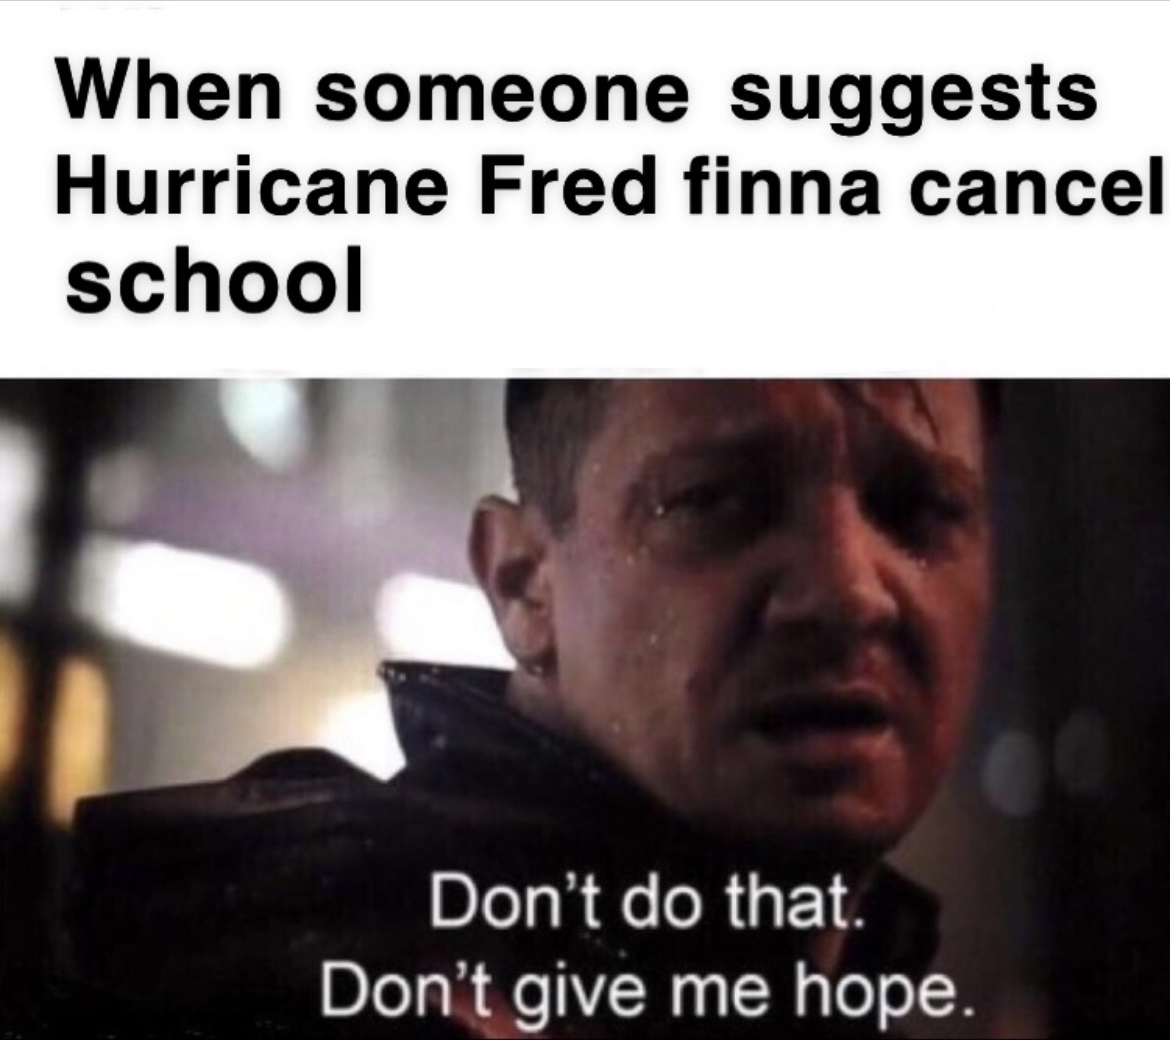 When someone suggests
Hurricane Fred finna cancel
school
Don't do that.
Don't give me hope.